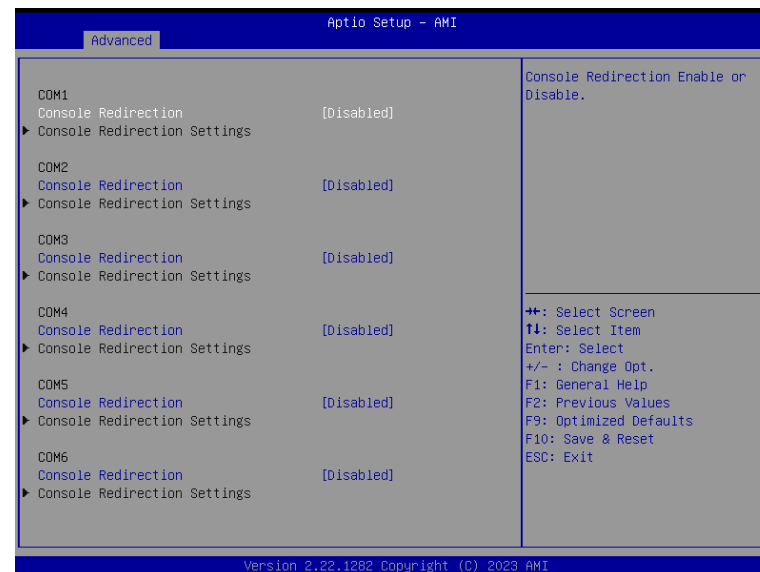 Aptio Setup - AMI
Advanced
COM1
Console Redirection [Disabled]
▶ Console Redirection Settings
COM2
Console Redirection [Disabled]
▶ Console Redirection Settings
COM3
Console Redirection [Disabled]
▶ Console Redirection Settings
COM4
Console Redirection [Disabled]
▶ Console Redirection Settings
COM5
Console Redirection [Disabled]
▶ Console Redirection Settings
COM6
Console Redirection [Disabled]
▶ Console Redirection Settings
Console Redirection Enable or
Disable.
→←: Select Screen
↑↓: Select Item
Enter: Select
+/- : Change Opt.
F1: General Help
F2: Previous Values
F9: Optimized Defaults
F10: Save & Reset
ESC: Exit
Version 2.22.1282 Copyright (C) 2023 AMI